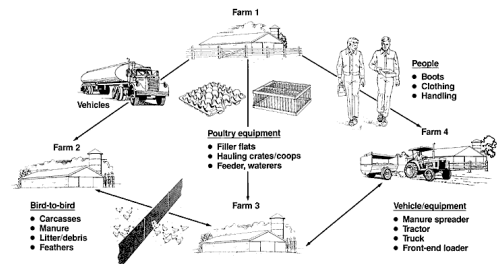 Farm 1
Vehicles
People
• Boots
• Clothing
• Handling
Poultry equipment
• Filler flats
• Hauling crates/coops
• Feeder, waterers
Farm 2
Farm 4
Bird-to-bird
• Carcasses
• Manure
• Litter/debris
• Feathers
Farm 3
Vehicle/equipment
• Manure spreader
• Tractor
• Truck
• Front-end loader